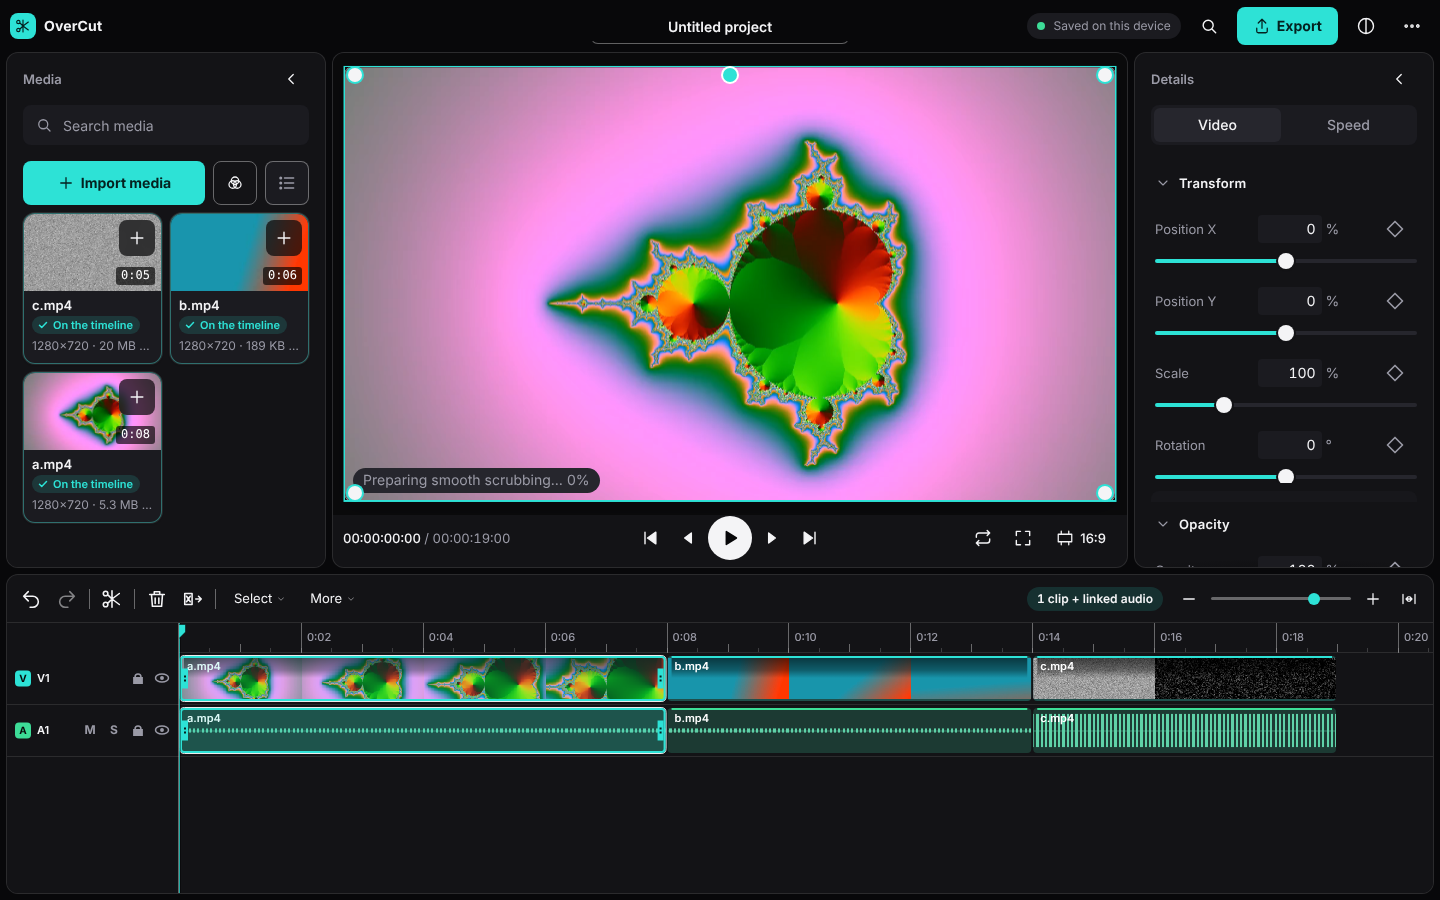 OverCut
Untitled project
Saved on this device
Export
Media
Search media
Import media
0:05
c.mp4
On the timeline
1280×720 · 20 MB ...
0:06
b.mp4
On the timeline
1280×720 · 189 KB ...
0:08
a.mp4
On the timeline
1280×720 · 5.3 MB ...
Preparing smooth scrubbing... 0%
00:00:00:00 / 00:00:19:00
16:9
Details
Video
Speed
Transform
Position X
0 %
Position Y
0 %
Scale
100 %
Rotation
0 °
Opacity
Select
More
1 clip + linked audio
0:02
0:04
0:06
0:08
0:10
0:12
0:14
0:16
0:18
0:20
V V1
a.mp4
b.mp4
c.mp4
A A1
M S
a.mp4
b.mp4
c.mp4